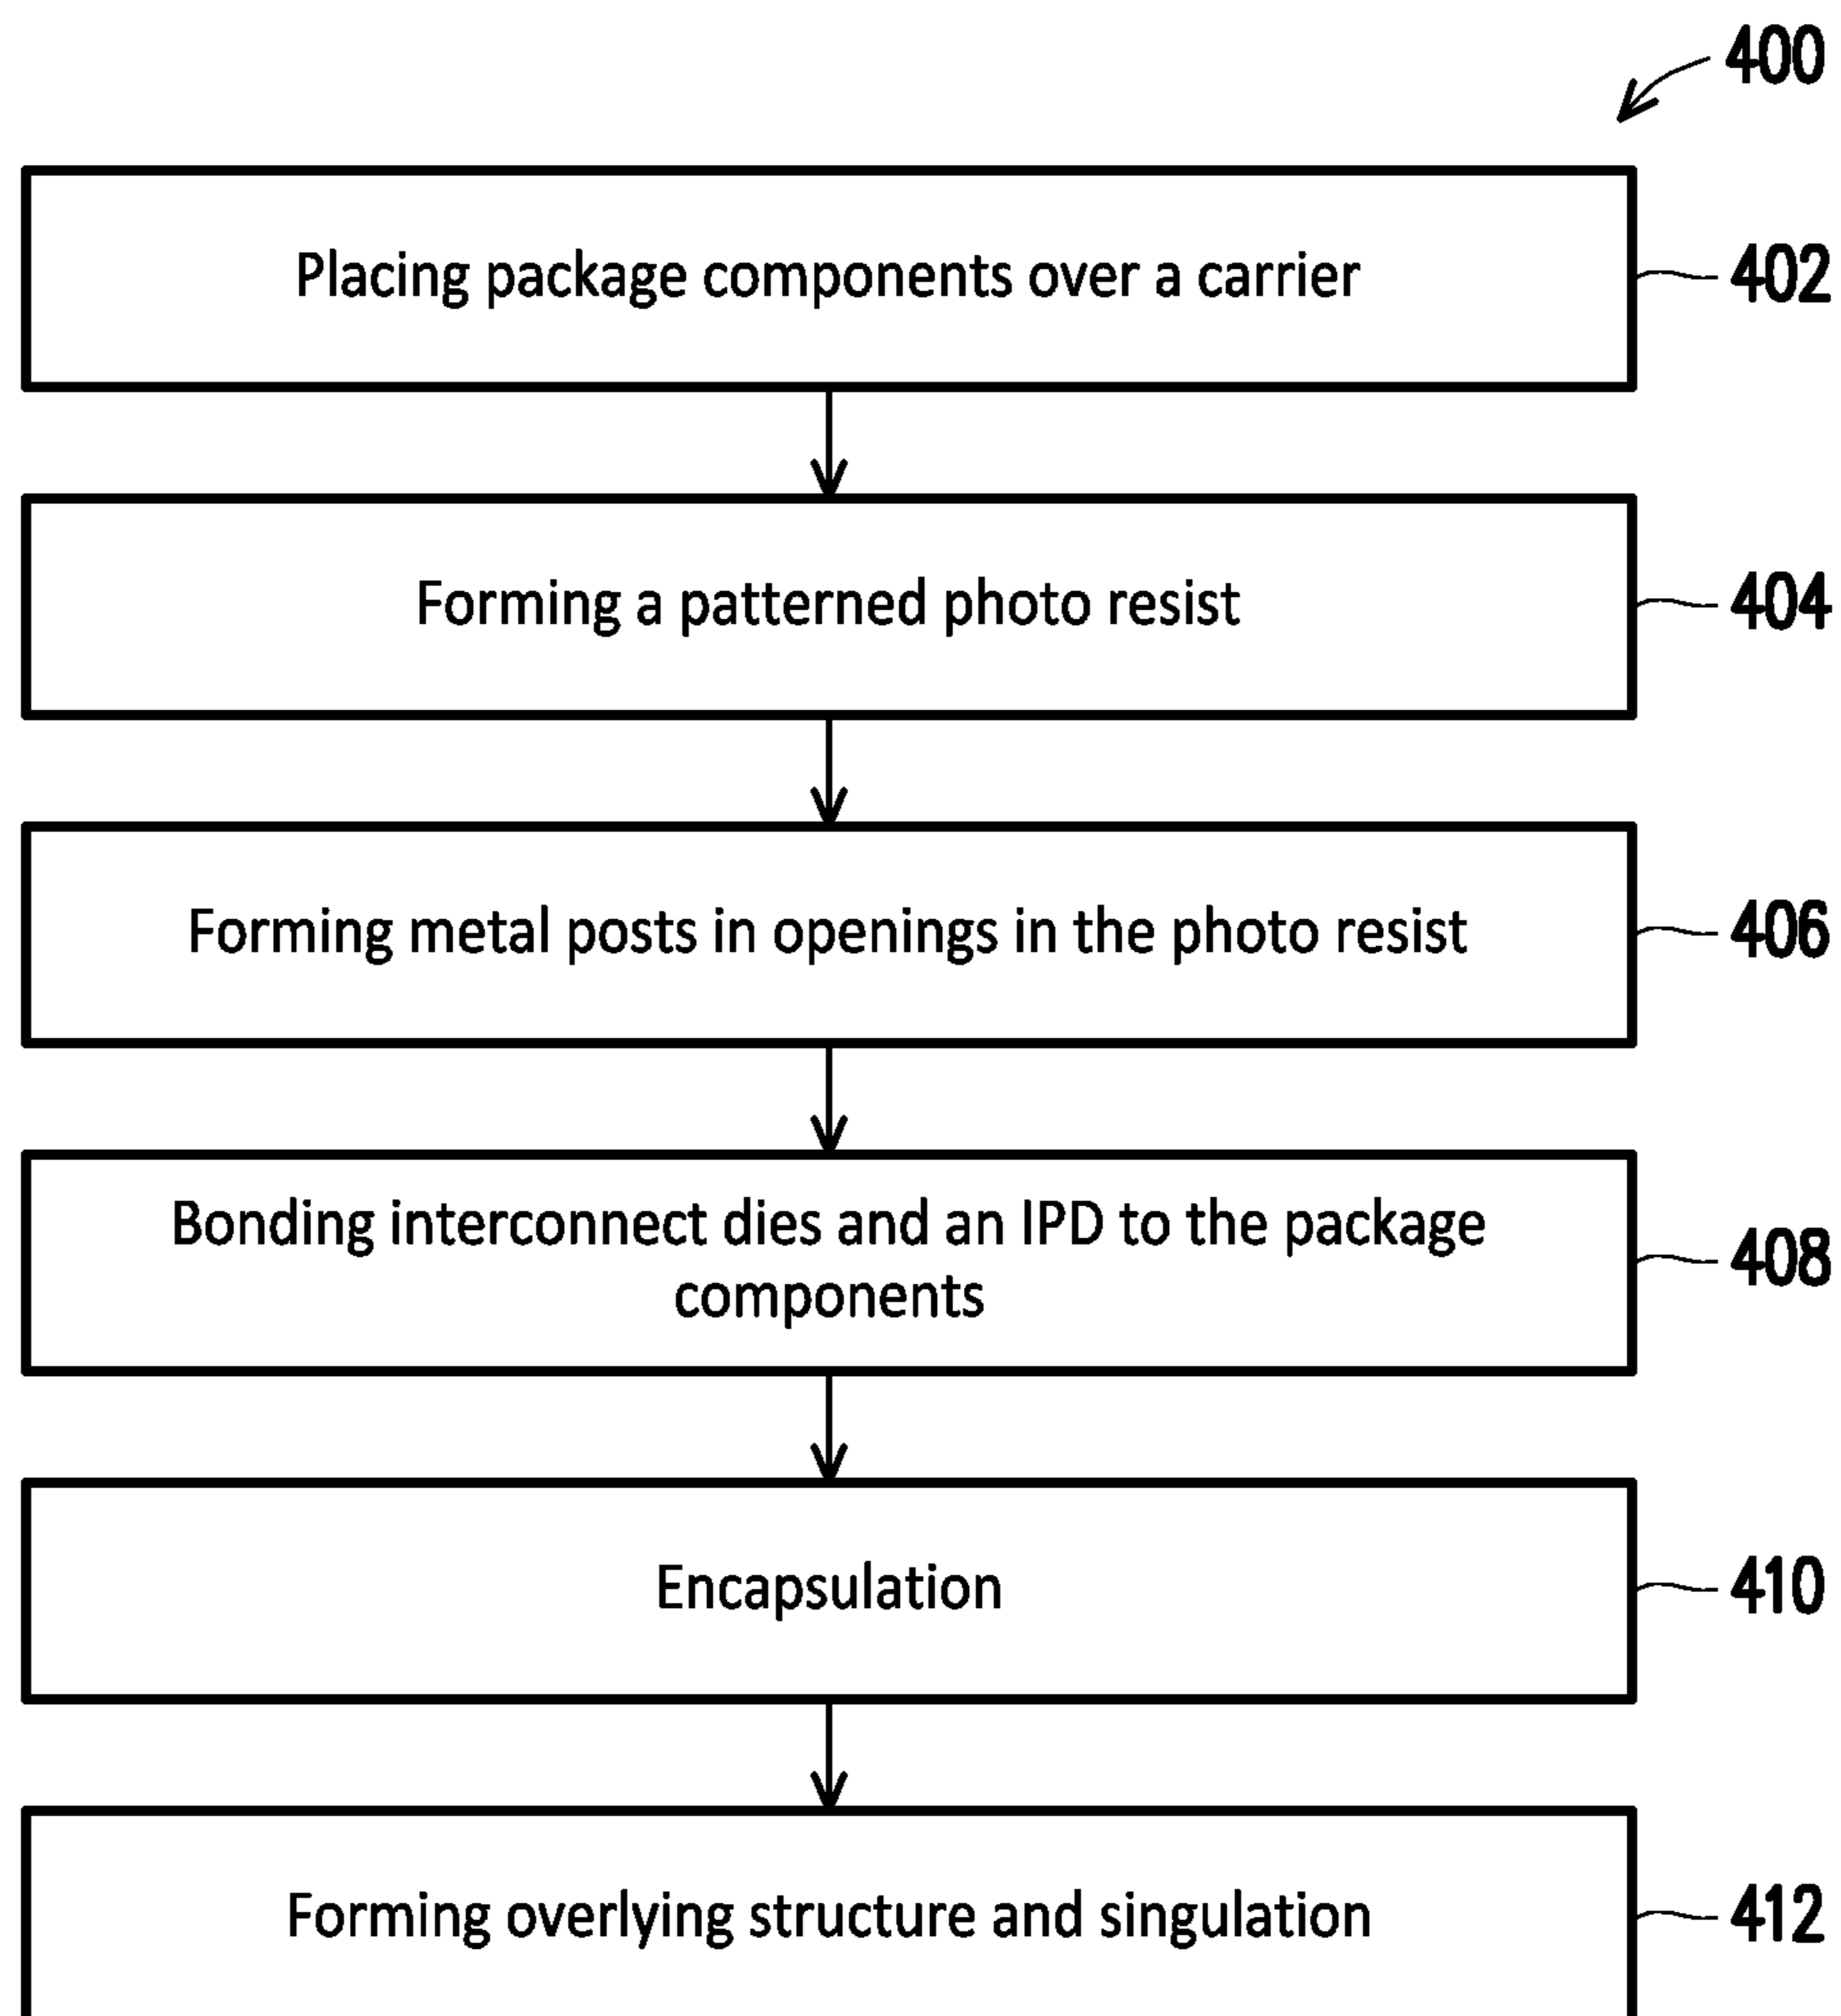 400
Placing package components over a carrier
402
Forming a patterned photo resist
404
Forming metal posts in openings in the photo resist
406
Bonding interconnect dies and an IPD to the package
components
408
Encapsulation
410
Forming overlying structure and singulation
412